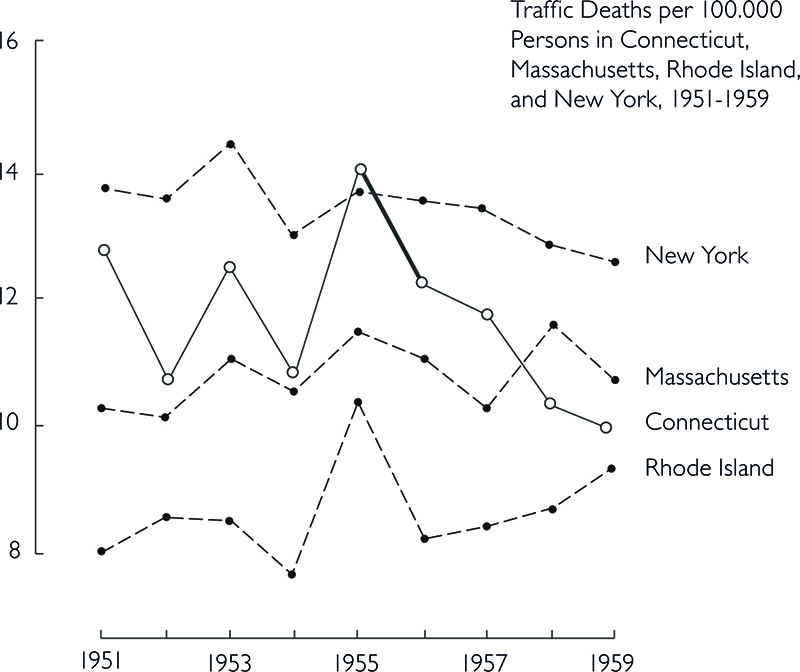 Traffic Deaths per 100.000
Persons in Connecticut,
Massachusetts, Rhode Island,
and New York, 1951-1959
16
14
12
10
8
New York
Massachusetts
Connecticut
Rhode Island
1951 1953 1955 1957 1959